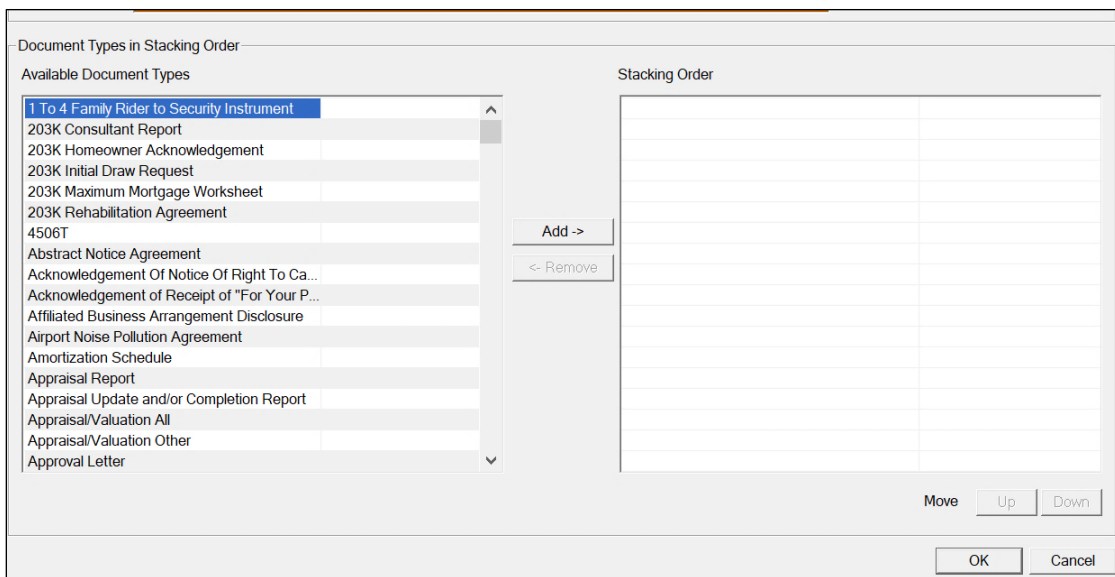 Document Types in Stacking Order
Available Document Types
Stacking Order
1 To 4 Family Rider to Security Instrument
203K Consultant Report
203K Homeowner Acknowledgement
203K Initial Draw Request
203K Maximum Mortgage Worksheet
203K Rehabilitation Agreement
4506T
Abstract Notice Agreement
Acknowledgement Of Notice Of Right To Ca...
Acknowledgement of Receipt of "For Your P...
Affiliated Business Arrangement Disclosure
Airport Noise Pollution Agreement
Amortization Schedule
Appraisal Report
Appraisal Update and/or Completion Report
Appraisal/Valuation All
Appraisal/Valuation Other
Approval Letter
Add ->
<- Remove
Move Up Down
OK Cancel